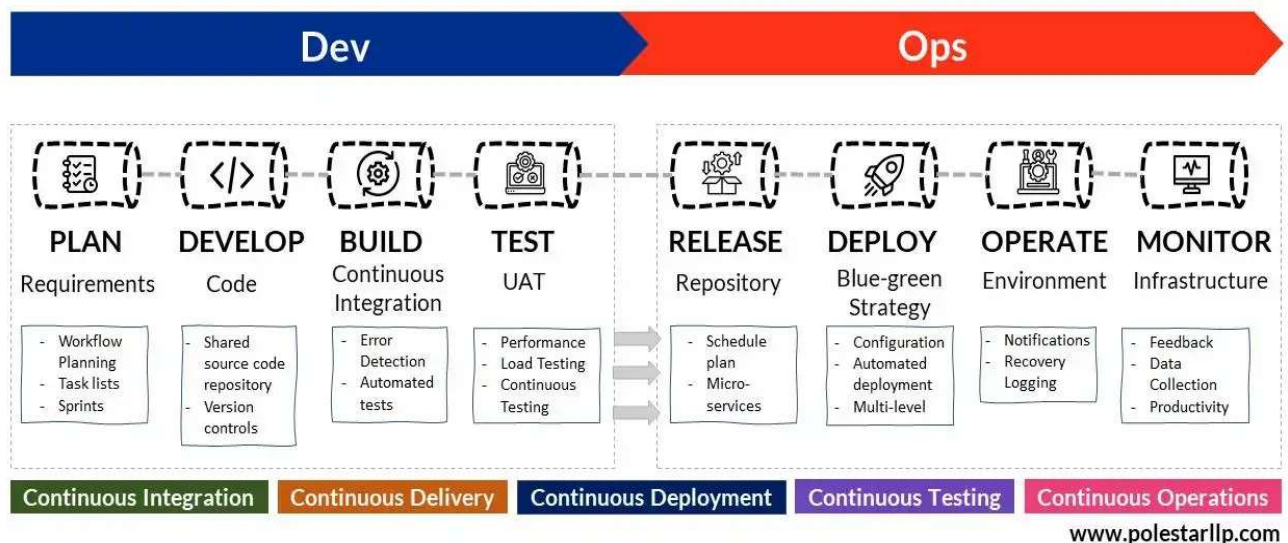 Dev
Ops
PLAN
Requirements
- Workflow
Planning
- Task lists
- Sprints
DEVELOP
Code
- Shared
source code
repository
- Version
controls
BUILD
Continuous
Integration
- Error
Detection
- Automated
tests
TEST
UAT
- Performance
- Load Testing
- Continuous
Testing
RELEASE
Repository
- Schedule
plan
- Micro-
services
DEPLOY
Blue-green
Strategy
- Configuration
- Automated
deployment
- Multi-level
OPERATE
Environment
- Notifications
- Recovery
Logging
MONITOR
Infrastructure
- Feedback
- Data
Collection
- Productivity
Continuous Integration
Continuous Delivery
Continuous Deployment
Continuous Testing
Continuous Operations
www.polestarllp.com